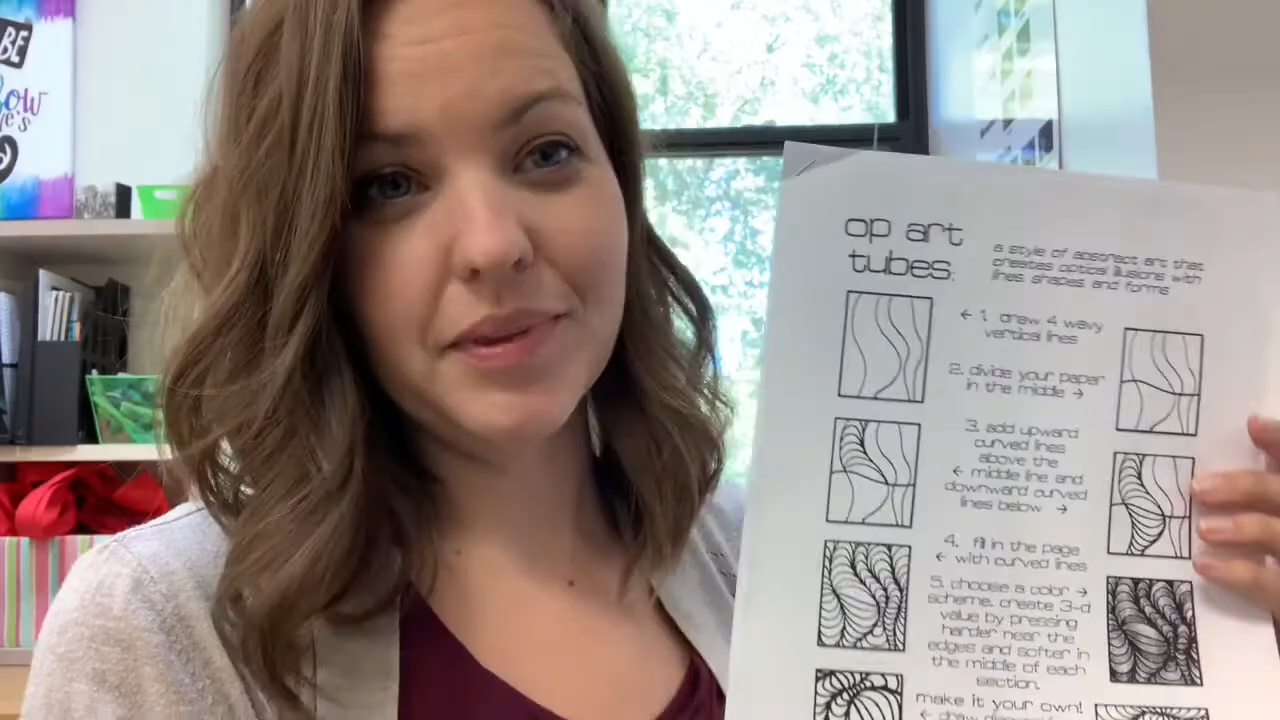 BE
op art
tubes:
a style of abstract art that
creates optical illusions with
lines, shapes, and forms
← 1. draw 4 wavy
vertical lines
2. divide your paper
in the middle →
3. add upward
curved lines
above the
← middle line and
downward curved
lines below →
4. fill in the page
← with curved lines
5. choose a color →
scheme. create 3-d
value by pressing
harder near the
edges and softer in
the middle of each
section.
make it your own!
← draw